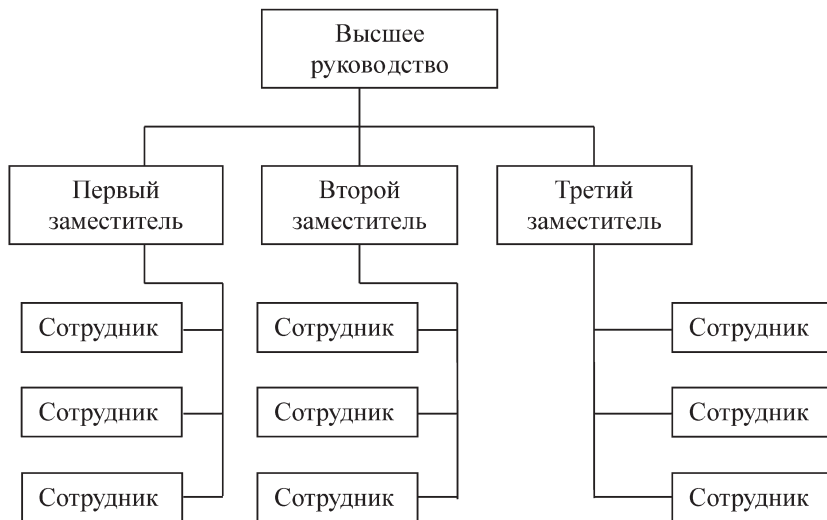 Высшее
руководство
Первый
заместитель
Второй
заместитель
Третий
заместитель
Сотрудник
Сотрудник
Сотрудник
Сотрудник
Сотрудник
Сотрудник
Сотрудник
Сотрудник
Сотрудник